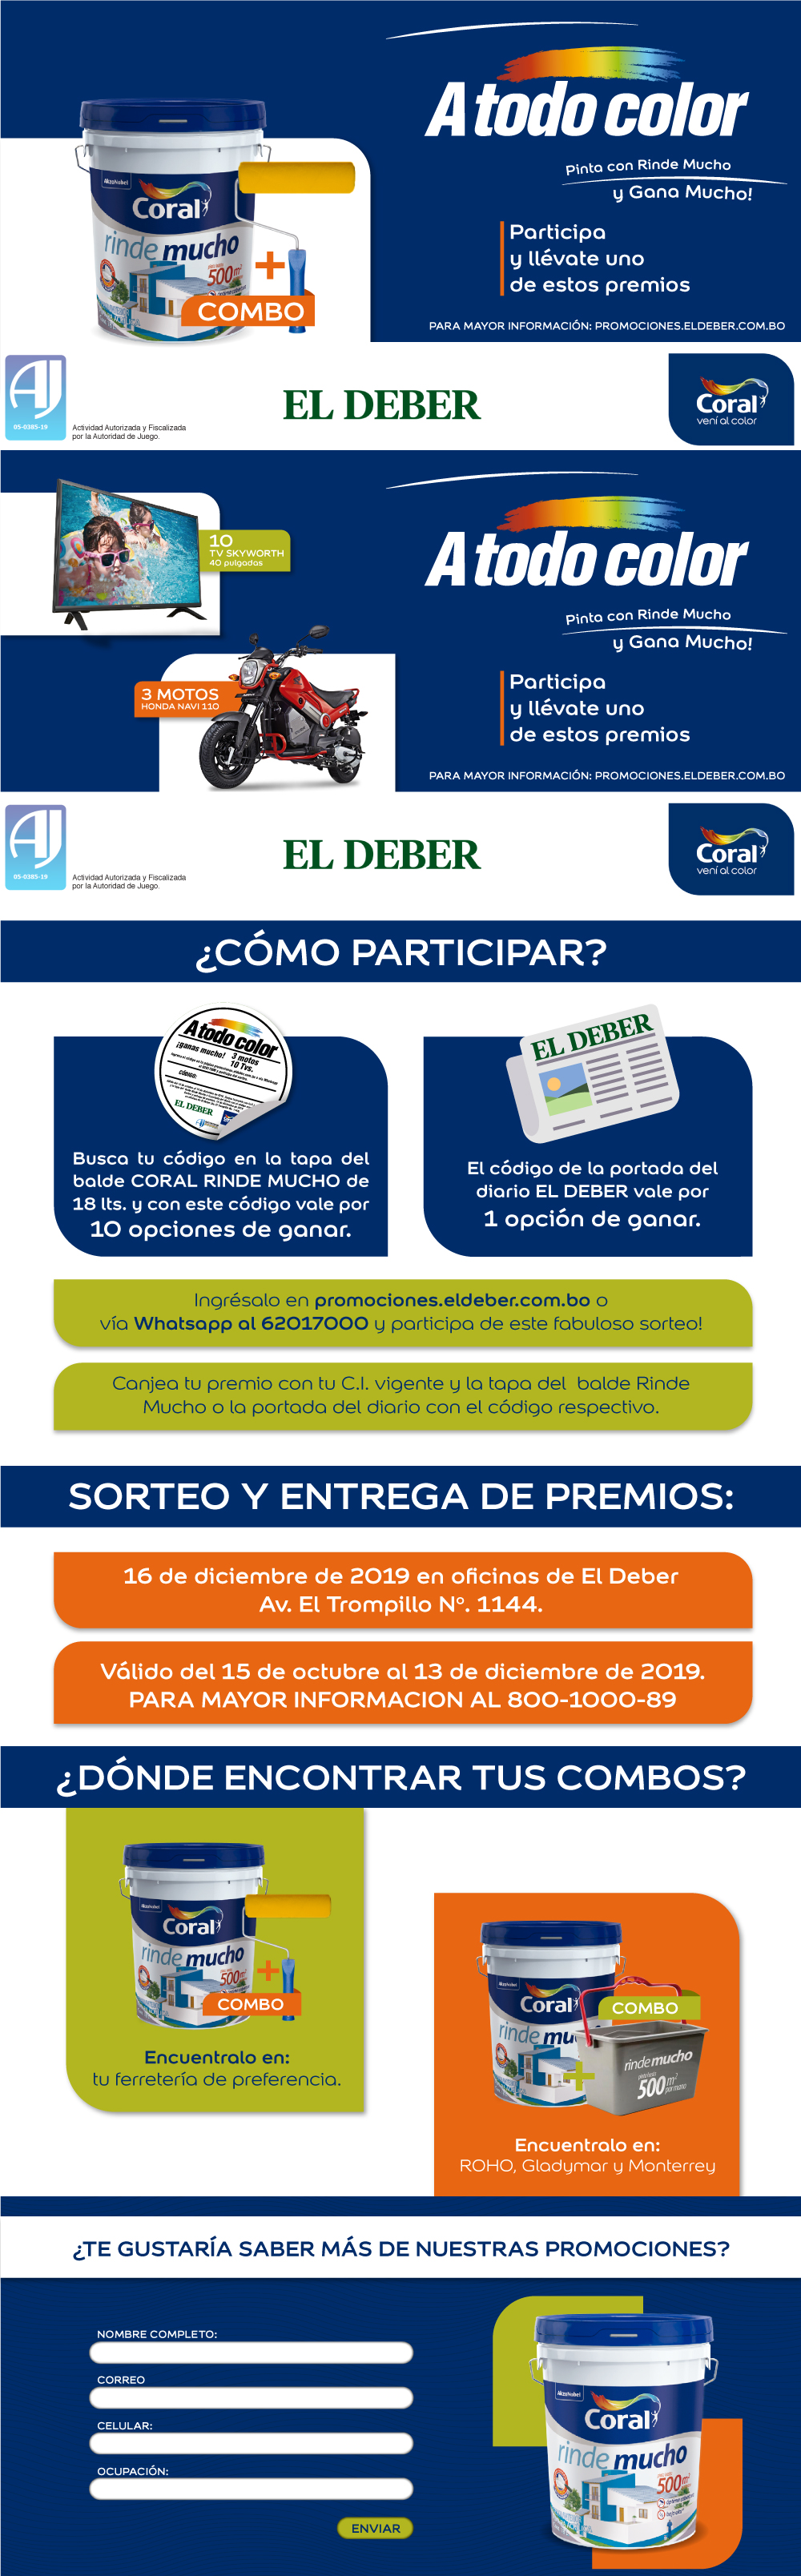 A todo color
Pinta con Rinde Mucho
y Gana Mucho!
AkzoNobel
Coral
rinde mucho
500m²
COMBO
Participa
y llévate uno
de estos premios
PARA MAYOR INFORMACIÓN: PROMOCIONES.ELDEBER.COM.BO
AJ
05-0385-19
Actividad Autorizada y Fiscalizada
por la Autoridad de Juego.
EL DEBER
Coral
vení al color
A todo color
10
TV SKYWORTH
40 pulgadas
Pinta con Rinde Mucho
y Gana Mucho!
3 MOTOS
HONDA NAVI 110
Participa
y llévate uno
de estos premios
PARA MAYOR INFORMACIÓN: PROMOCIONES.ELDEBER.COM.BO
AJ
05-0385-19
Actividad Autorizada y Fiscalizada
por la Autoridad de Juego.
EL DEBER
Coral
vení al color
¿CÓMO PARTICIPAR?
A todo color
¡ganas mucho! 3 motos
10 Tvs.
CÓDIGO:
EL DEBER
Busca tu código en la tapa del
balde CORAL RINDE MUCHO de
18 lts. y con este código vale por
10 opciones de ganar.
EL DEBER
El código de la portada del
diario EL DEBER vale por
1 opción de ganar.
Ingrésalo en promociones.eldeber.com.bo o
vía Whatsapp al 62017000 y participa de este fabuloso sorteo!
Canjea tu premio con tu C.I. vigente y la tapa del balde Rinde
Mucho o la portada del diario con el código respectivo.
SORTEO Y ENTREGA DE PREMIOS:
16 de diciembre de 2019 en oficinas de El Deber
Av. El Trompillo Nº. 1144.
Válido del 15 de octubre al 13 de diciembre de 2019.
PARA MAYOR INFORMACION AL 800-1000-89
¿DÓNDE ENCONTRAR TUS COMBOS?
AkzoNobel
Coral
rinde mucho
500m²
COMBO
Encuentralo en:
tu ferretería de preferencia.
AkzoNobel
Coral
rinde mu
COMBO
rinde mucho
500m²
por mano
Encuentralo en:
ROHO, Gladymar y Monterrey
¿TE GUSTARÍA SABER MÁS DE NUESTRAS PROMOCIONES?
NOMBRE COMPLETO:
CORREO
CELULAR:
OCUPACIÓN:
ENVIAR
AkzoNobel
Coral
rinde mucho
500m²